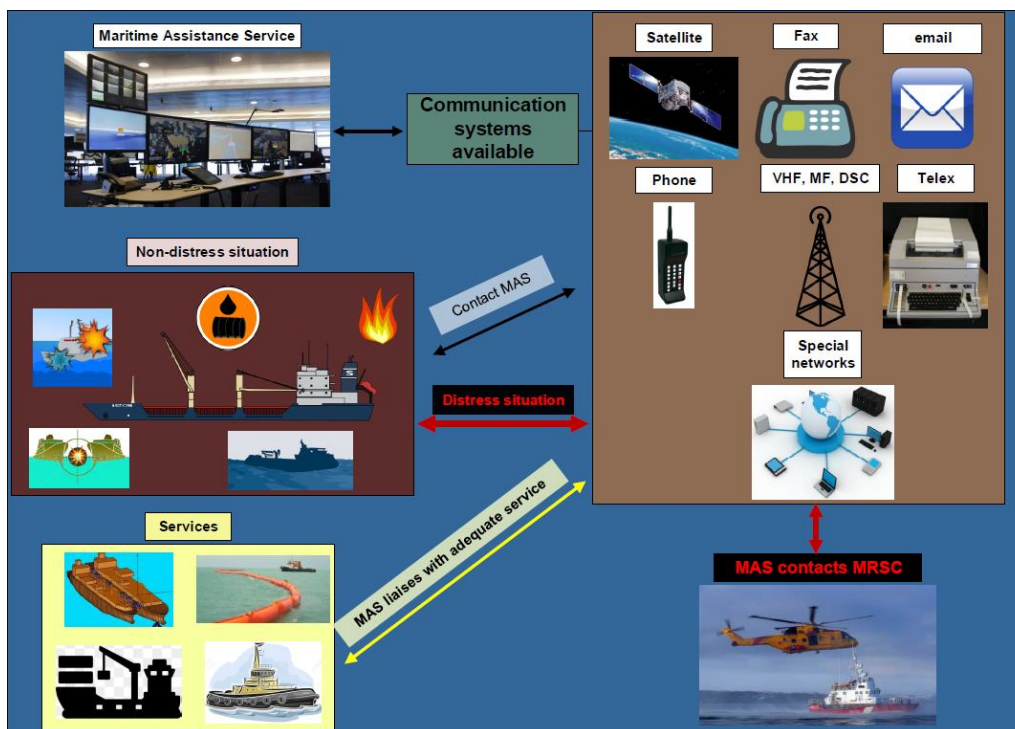 Maritime Assistance Service
Communication
systems
available
Satellite
Fax
email
Phone
VHF, MF, DSC
Telex
Special
networks
Non-distress situation
Contact MAS
Distress situation
Services
MAS liaises with adequate service
MAS contacts MRSC